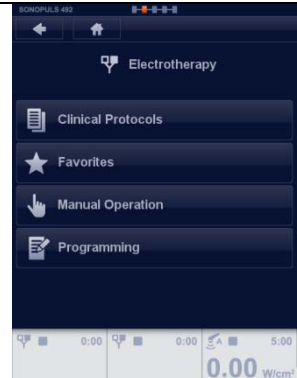 SONOPULS 492
Electrotherapy
Clinical Protocols
Favorites
Manual Operation
Programming
0:00 0:00 A 5:00
0.00 W/cm²